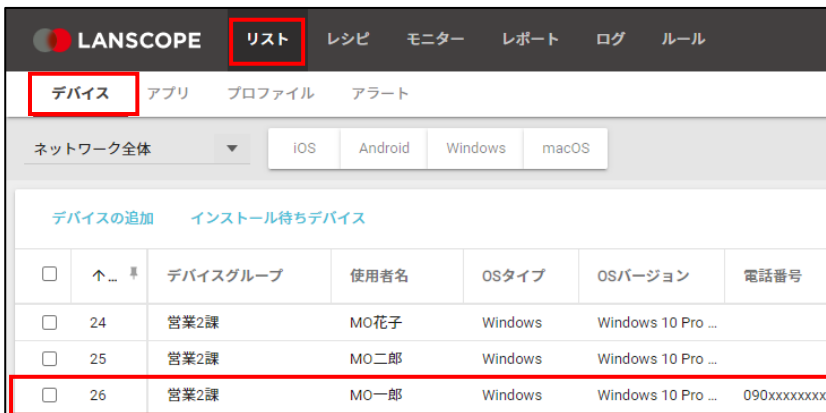 LANSCOPE リスト レシピ モニター レポート ログ ルール
デバイス アプリ プロファイル アラート
ネットワーク全体 iOS Android Windows macOS
デバイスの追加 インストール待ちデバイス
↑... デバイスグループ 使用者名 OSタイプ OSバージョン 電話番号
24 営業2課 MO花子 Windows Windows 10 Pro ...
25 営業2課 MO二郎 Windows Windows 10 Pro ...
26 営業2課 MO一郎 Windows Windows 10 Pro ... 090xxxxxxxx